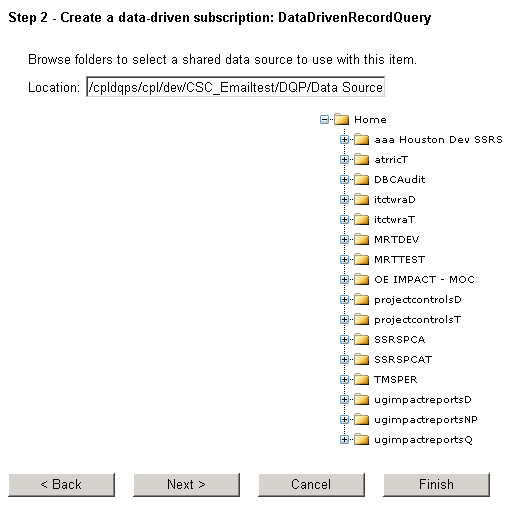 Step 2 - Create a data-driven subscription: DataDrivenRecordQuery
Browse folders to select a shared data source to use with this item.
Location: /cpldqps/cpl/dev/CSC_Emailtest/DQP/Data Source
Home
aaa Houston Dev SSRS
atrricT
DBCAudit
itctwraD
itctwraT
MRTDEV
MRTTEST
OE IMPACT - MOC
projectcontrolsD
projectcontrolsT
SSRSPCA
SSRSPCAT
TMSPER
ugimpactreportsD
ugimpactreportsNP
ugimpactreportsQ
< Back Next > Cancel Finish